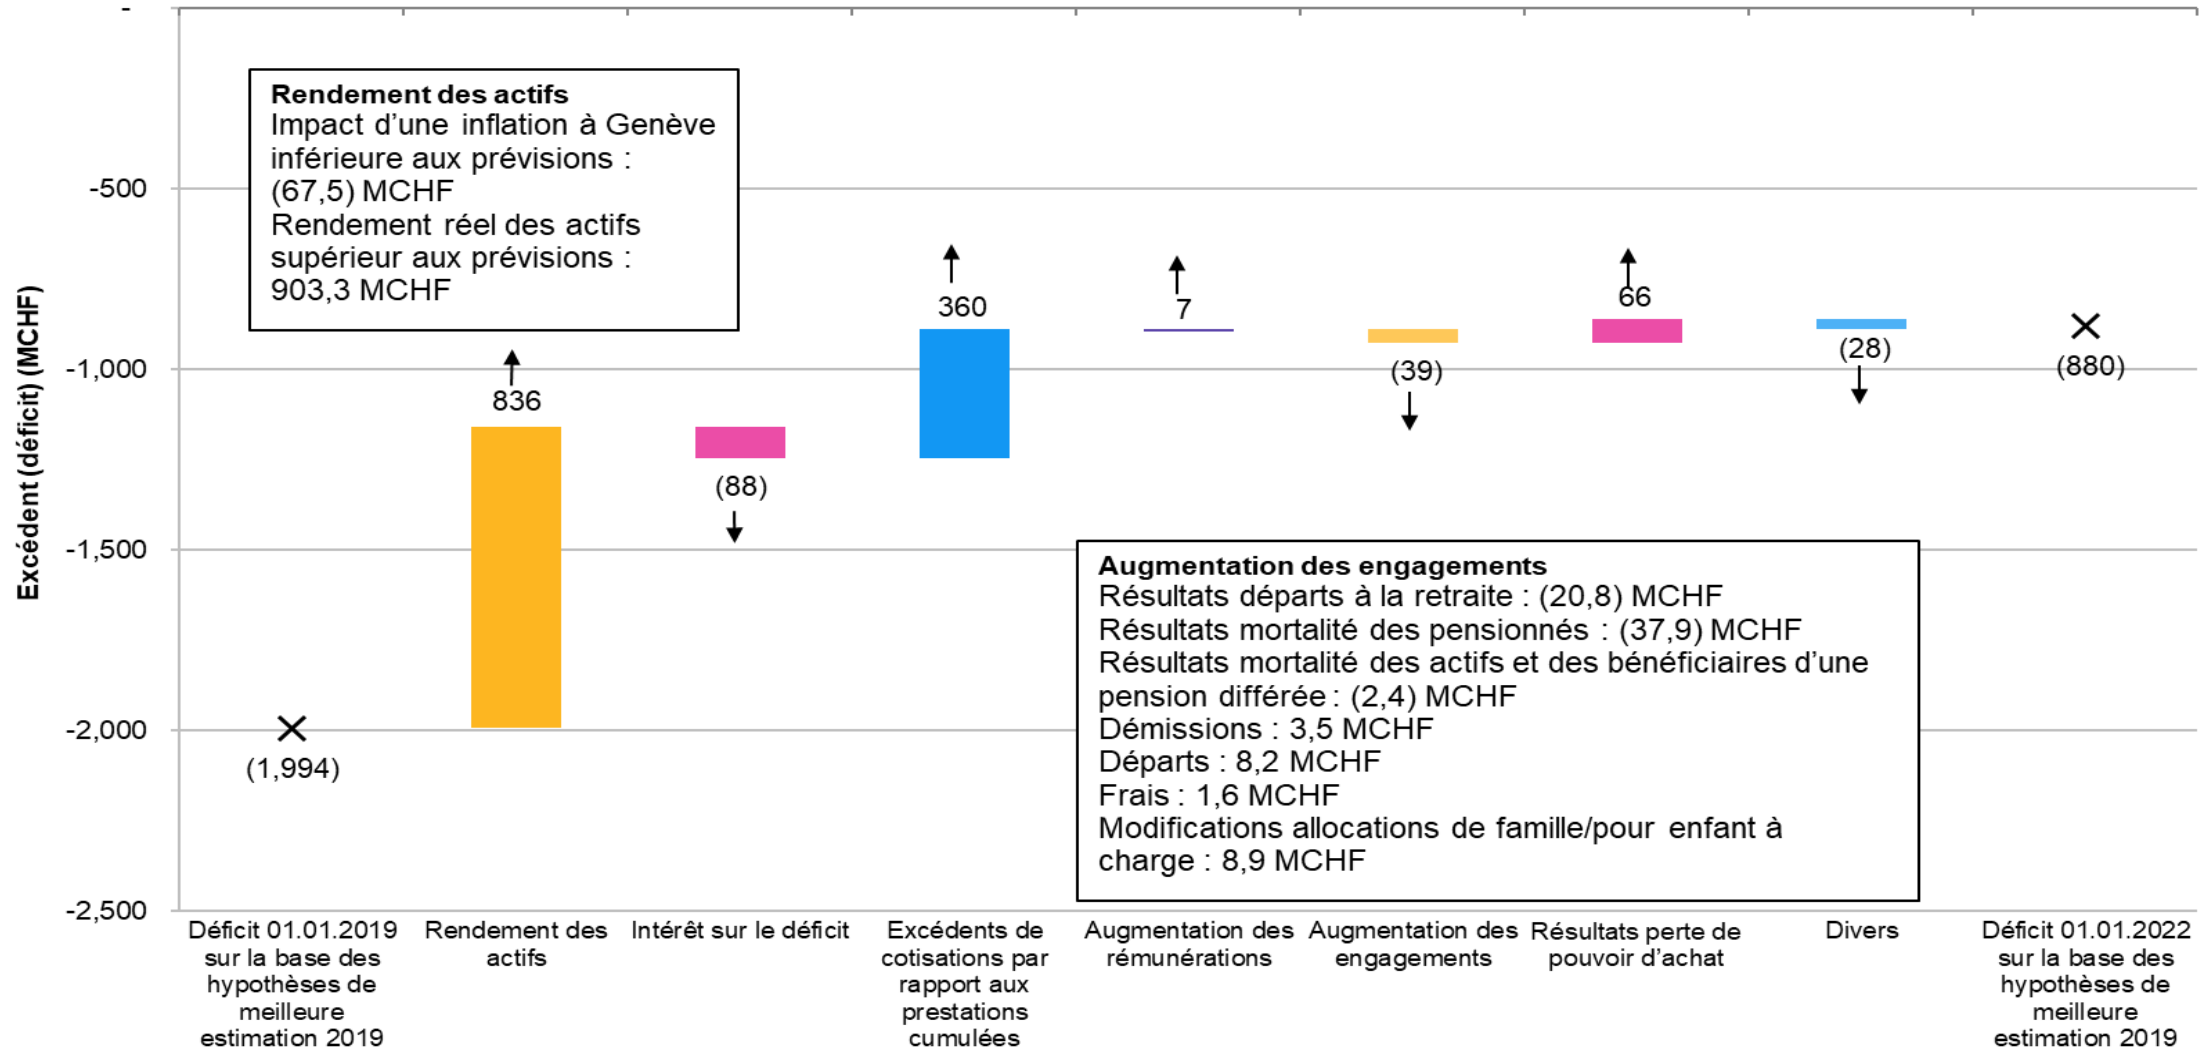 -
-500
-1,000
-1,500
-2,000
-2,500
Excédent (déficit) (MCHF)
Rendement des actifs
Impact d’une inflation à Genève
inférieure aux prévisions :
(67,5) MCHF
Rendement réel des actifs
supérieur aux prévisions :
903,3 MCHF
(1,994)
836
(88)
360
7
(39)
66
(28)
(880)
Augmentation des engagements
Résultats départs à la retraite : (20,8) MCHF
Résultats mortalité des pensionnés : (37,9) MCHF
Résultats mortalité des actifs et des bénéficiaires d’une
pension différée : (2,4) MCHF
Démissions : 3,5 MCHF
Départs : 8,2 MCHF
Frais : 1,6 MCHF
Modifications allocations de famille/pour enfant à
charge : 8,9 MCHF
Déficit 01.01.2019
sur la base des
hypothèses de
meilleure
estimation 2019
Rendement des
actifs
Intérêt sur le déficit
Excédents de
cotisations par
rapport aux
prestations
cumulées
Augmentation des
rémunérations
Augmentation des
engagements
Résultats perte de
pouvoir d’achat
Divers
Déficit 01.01.2022
sur la base des
hypothèses de
meilleure
estimation 2019